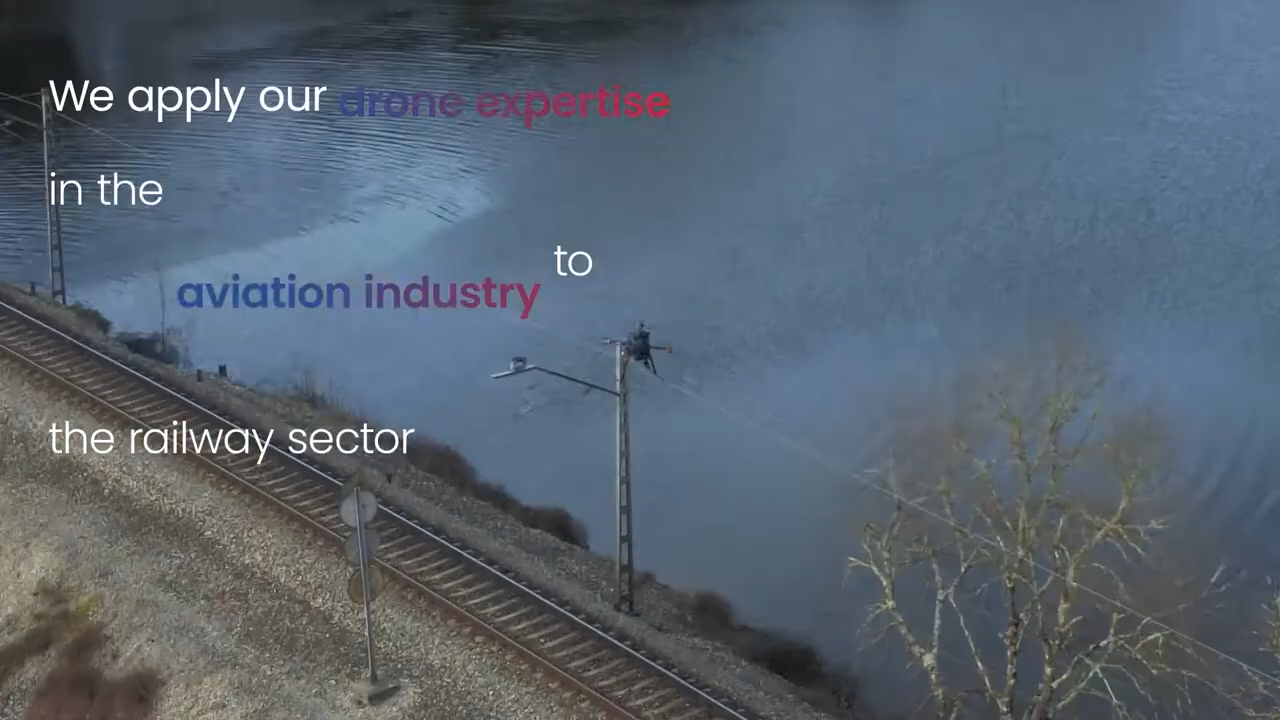 We apply our drone expertise
in the
aviation industry to
the railway sector